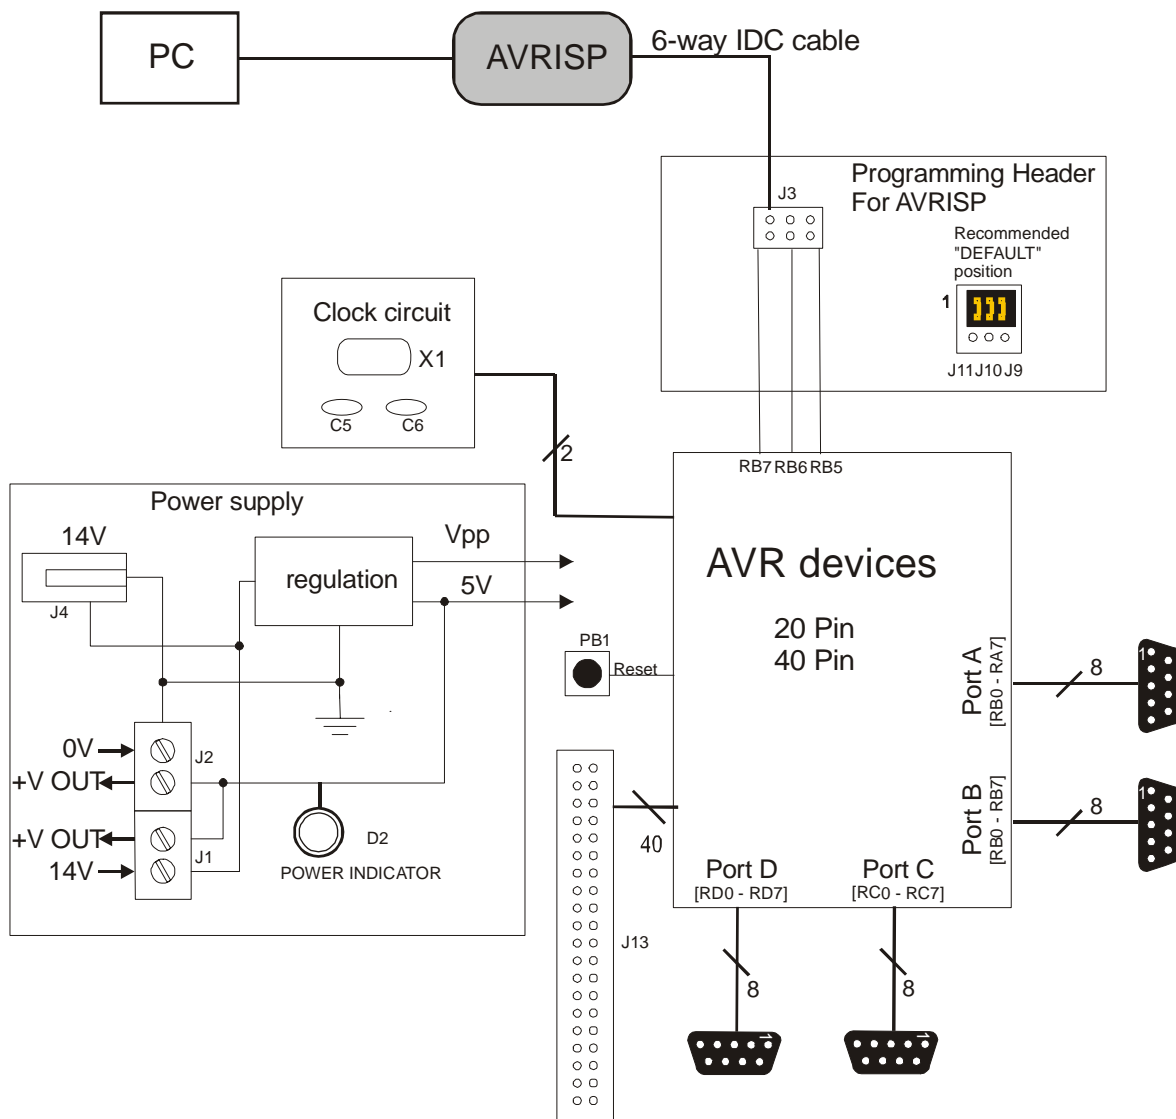 PC
AVRISP
6-way IDC cable
Programming Header
For AVRISP
J3
Recommended
"DEFAULT"
position
1
J11 J10 J9
Clock circuit
X1
C5
C6
2
RB7 RB6 RB5
Power supply
14V
J4
regulation
Vpp
5V
AVR devices
20 Pin
40 Pin
PB1
Reset
Port A
[RB0 - RA7]
8
1
0V
J2
+V OUT
+V OUT
J1
14V
D2
POWER INDICATOR
40
Port B
[RB0 - RB7]
8
1
Port D
[RD0 - RD7]
Port C
[RC0 - RC7]
J13
8
8
1
1